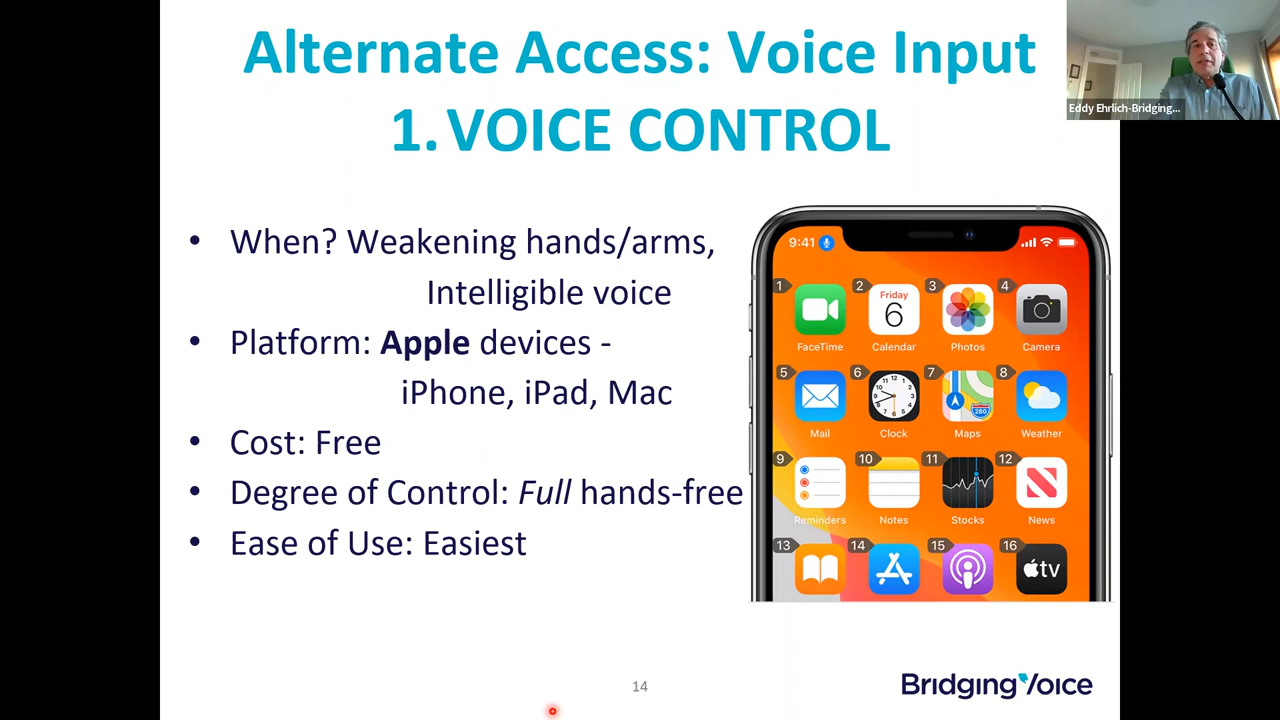 Alternate Access: Voice Input
1. VOICE CONTROL
Eddy Ehrlich-Bridging...
• When? Weakening hands/arms,
Intelligible voice
• Platform: Apple devices -
iPhone, iPad, Mac
• Cost: Free
• Degree of Control: Full hands-free
• Ease of Use: Easiest
9:41
1 2 3 4
Friday
6
FaceTime Calendar Photos Camera
5 6 7 8
280
Mail Clock Maps Weather
9 10 11 12
Reminders Notes Stocks News
13 14 15 16
tv
14
Bridging Voice